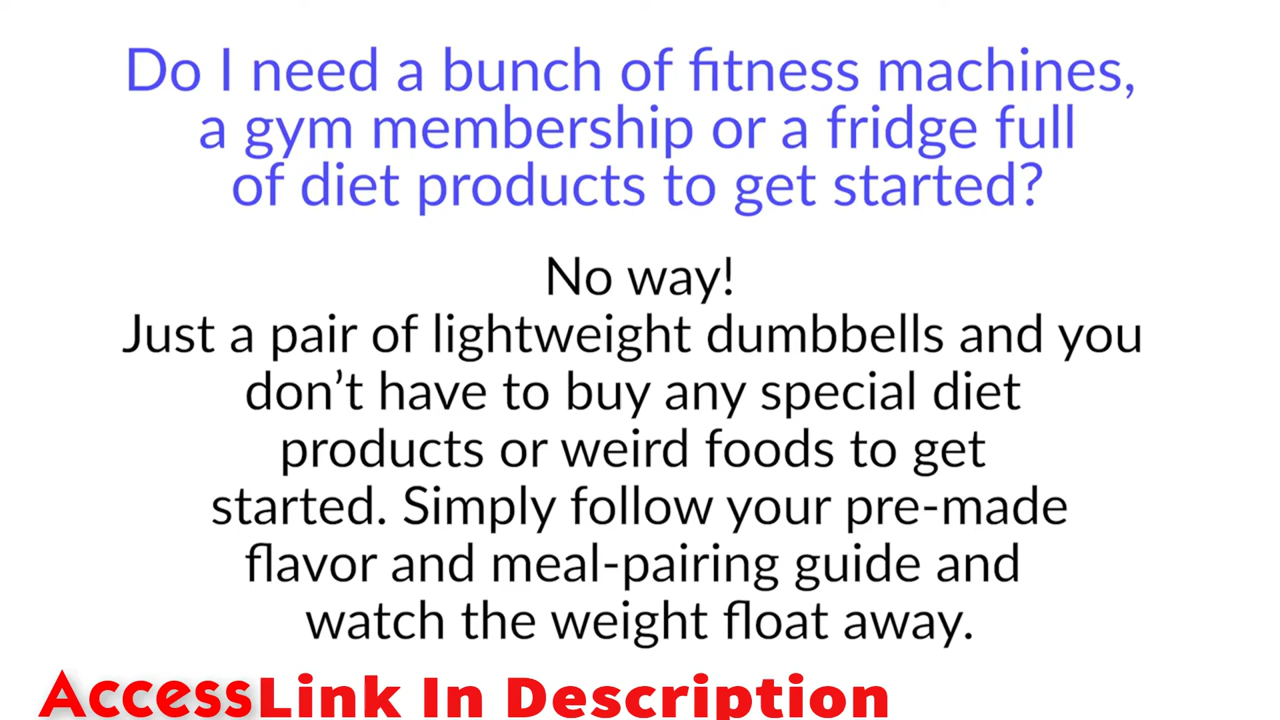 Do I need a bunch of fitness machines,
a gym membership or a fridge full
of diet products to get started?
No way!
Just a pair of lightweight dumbbells and you
don’t have to buy any special diet
products or weird foods to get
started. Simply follow your pre-made
flavor and meal-pairing guide and
watch the weight float away.
Access Link In Description